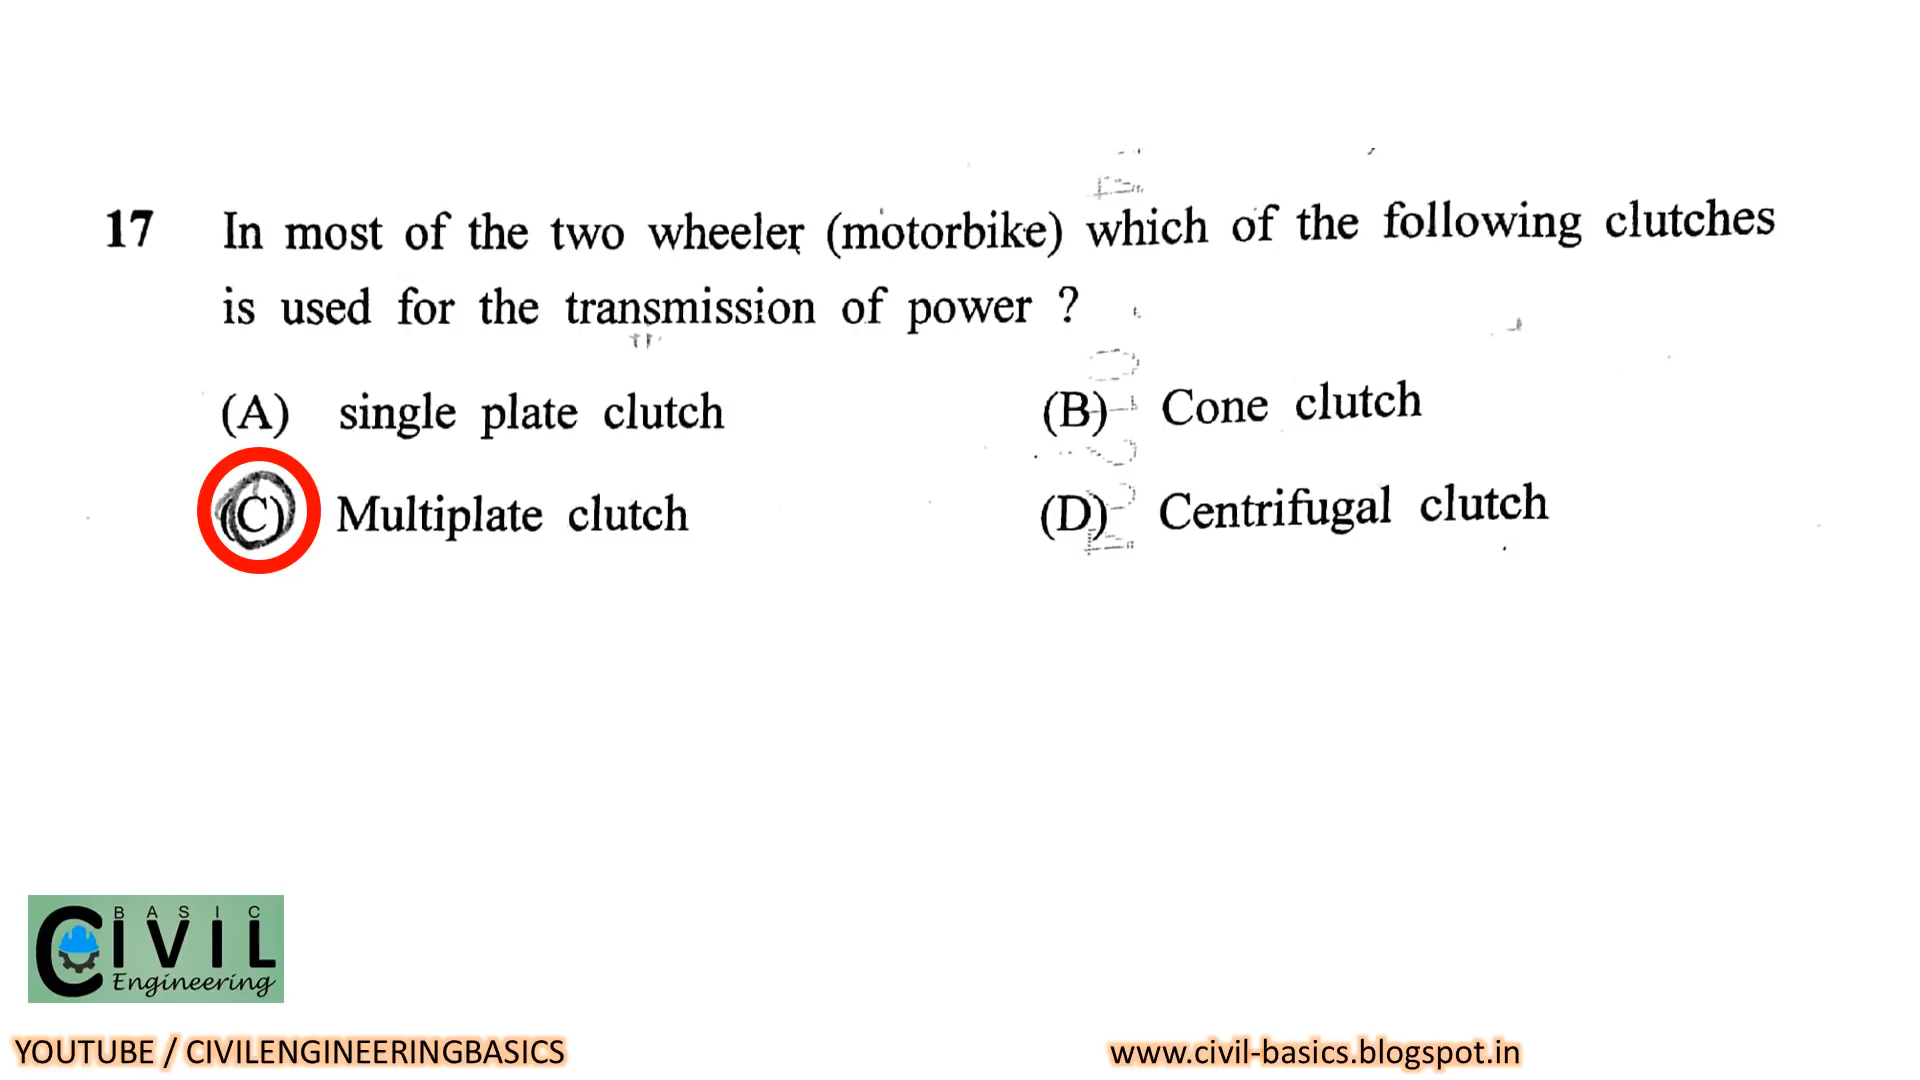 17 In most of the two wheeler (motorbike) which of the following clutches
is used for the transmission of power ?
(A) single plate clutch (B) Cone clutch
(C) Multiplate clutch (D) Centrifugal clutch
BASIC
CIVIL
Engineering
YOUTUBE / CIVILENGINEERINGBASICS www.civil-basics.blogspot.in